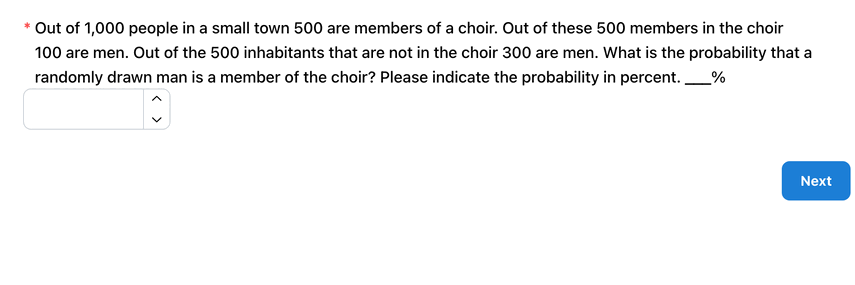 * Out of 1,000 people in a small town 500 are members of a choir. Out of these 500 members in the choir
100 are men. Out of the 500 inhabitants that are not in the choir 300 are men. What is the probability that a
randomly drawn man is a member of the choir? Please indicate the probability in percent. ___%
Next